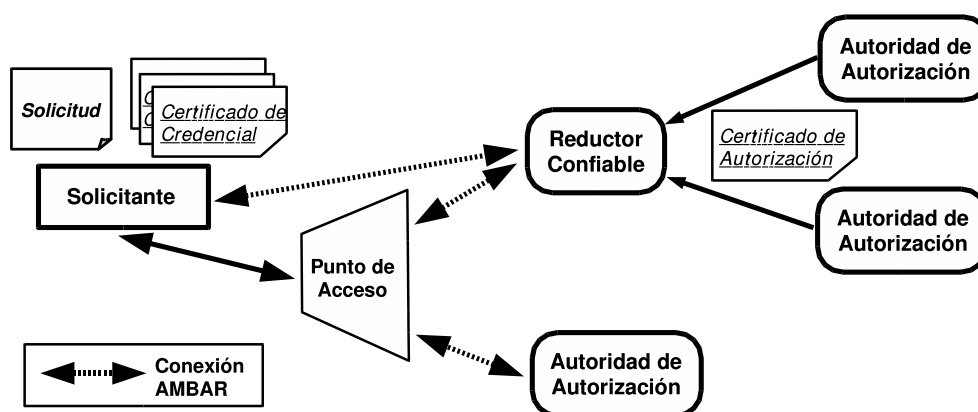 Solicitud
C
C
Certificado de
Credencial
Solicitante
Reductor
Confiable
Autoridad de
Autorización
Certificado de
Autorización
Autoridad de
Autorización
Punto de
Acceso
Conexión
AMBAR
Autoridad de
Autorización